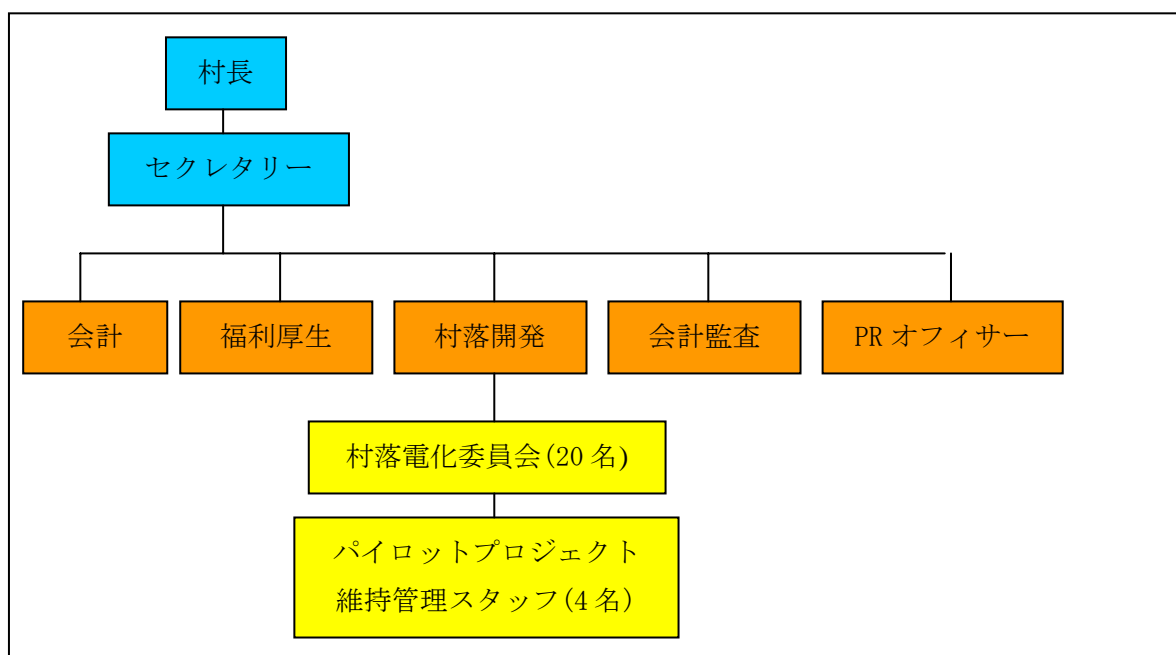 村長
セクレタリー
会計
福利厚生
村落開発
会計監査
PR オフィサー
村落電化委員会(20 名)
パイロットプロジェクト
維持管理スタッフ(4 名)